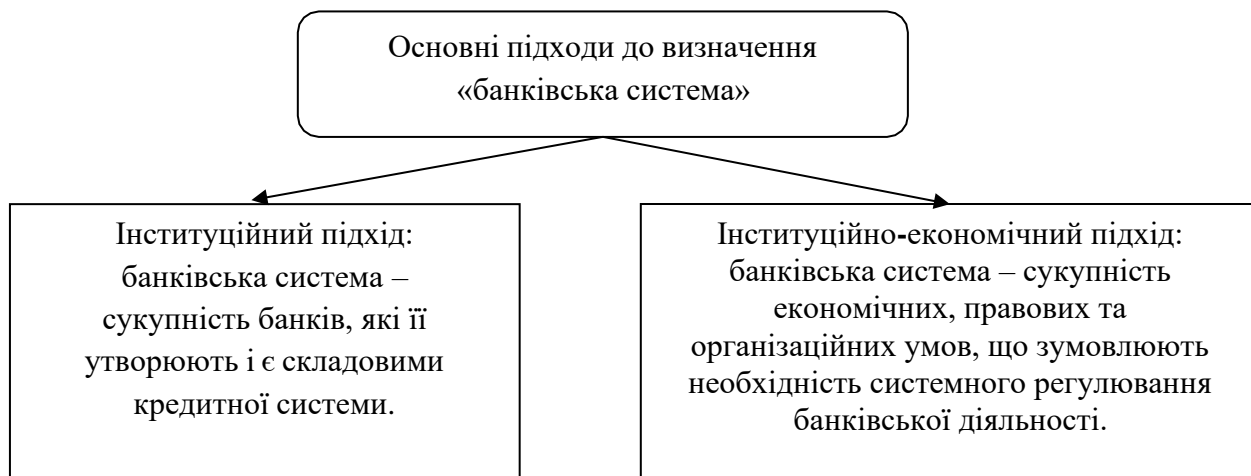 Основні підходи до визначення
«банківська система»
Інституційний підхід:
банківська система –
сукупність банків, які її
утворюють і є складовими
кредитної системи.
Інституційно-економічний підхід:
банківська система – сукупність
економічних, правових та
організаційних умов, що зумовлюють
необхідність системного регулювання
банківської діяльності.